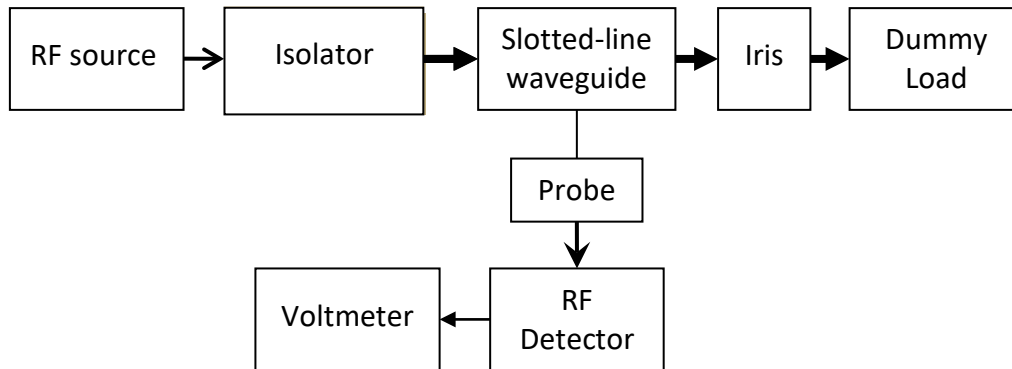 RF source
Isolator
Slotted-line
waveguide
Iris
Dummy
Load
Probe
Voltmeter
RF
Detector